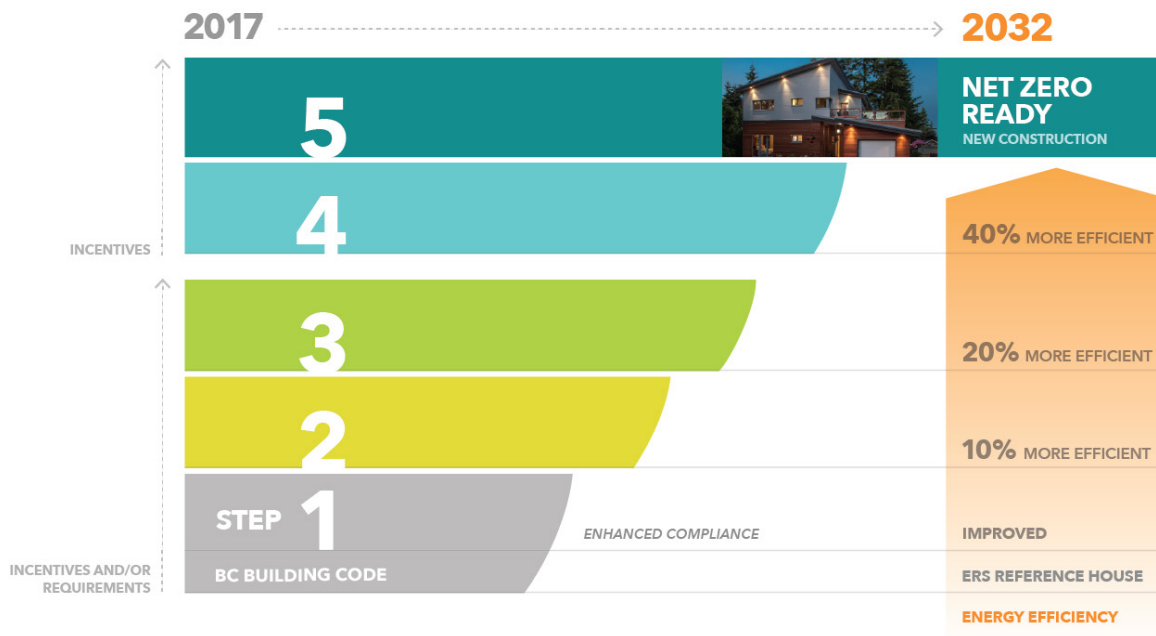 2017
2032
5
NET ZERO
READY
NEW CONSTRUCTION
4
INCENTIVES
40% MORE EFFICIENT
3
20% MORE EFFICIENT
2
10% MORE EFFICIENT
STEP 1
ENHANCED COMPLIANCE
IMPROVED
INCENTIVES AND/OR
REQUIREMENTS
BC BUILDING CODE
ERS REFERENCE HOUSE
ENERGY EFFICIENCY